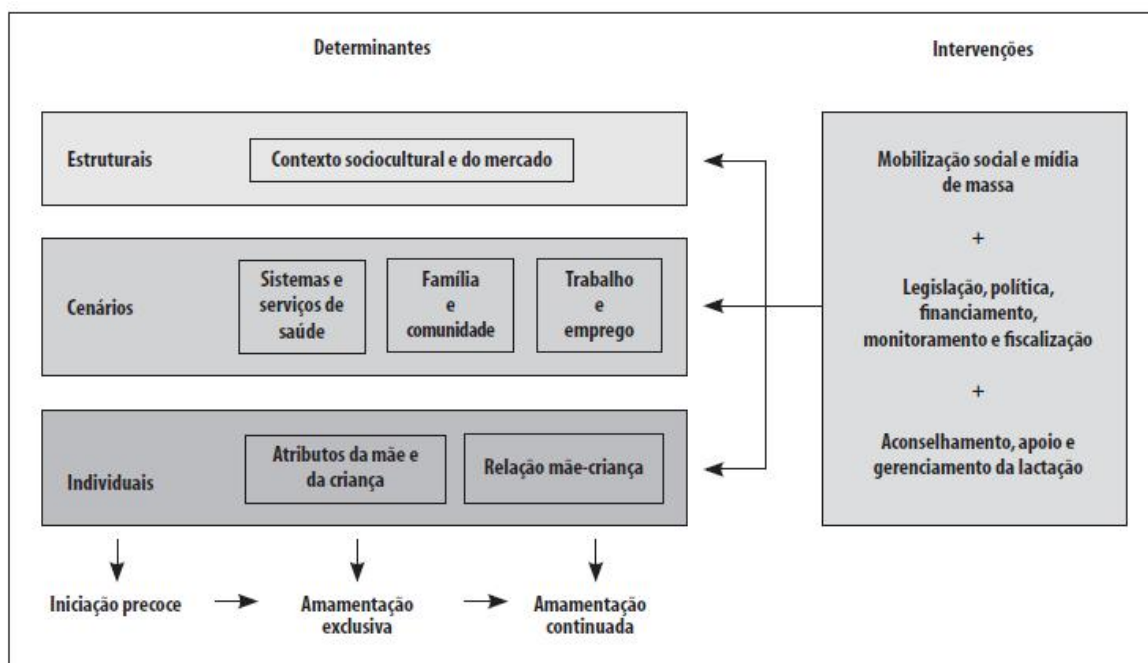 Determinantes
Intervenções
Estruturais
Contexto sociocultural e do mercado
Cenários
Sistemas e
serviços de
saúde
Família
e
comunidade
Trabalho
e
emprego
Individuais
Atributos da mãe e
da criança
Relação mãe-criança
Mobilização social e mídia
de massa
+
Legislação, política,
financiamento,
monitoramento e fiscalização
+
Aconselhamento, apoio e
gerenciamento da lactação
Iniciação precoce
Amamentação
exclusiva
Amamentação
continuada